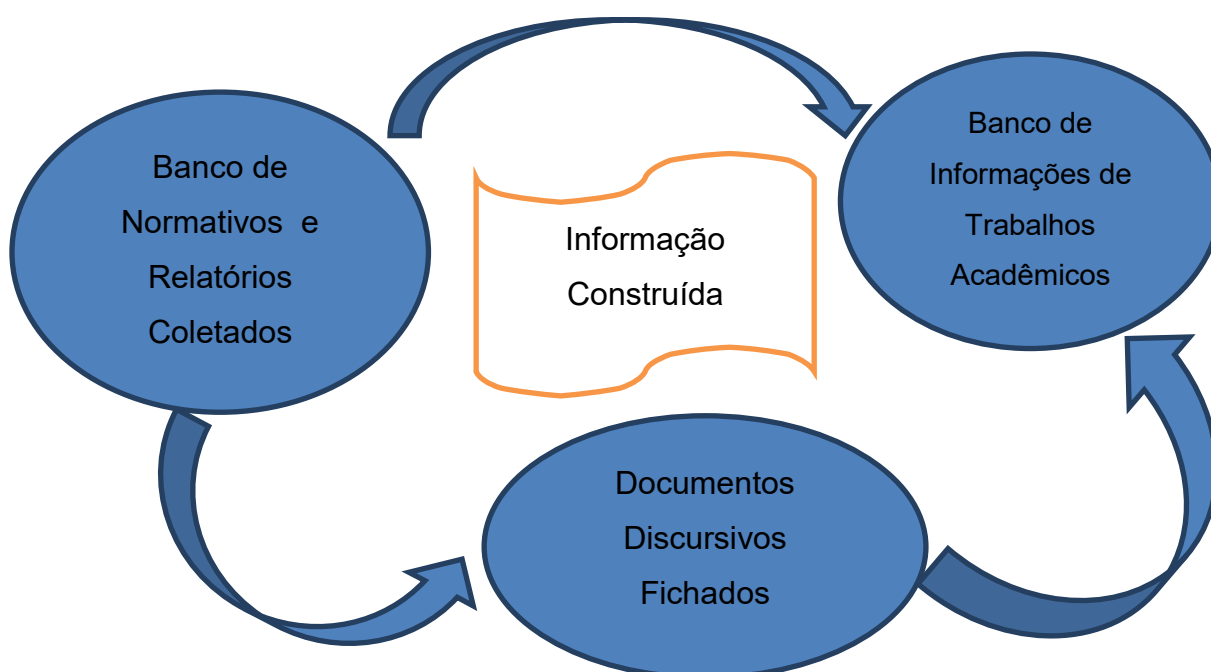 Banco de
Normativos e
Relatórios
Coletados
Informação
Construída
Banco de
Informações de
Trabalhos
Acadêmicos
Documentos
Discursivos
Fichados